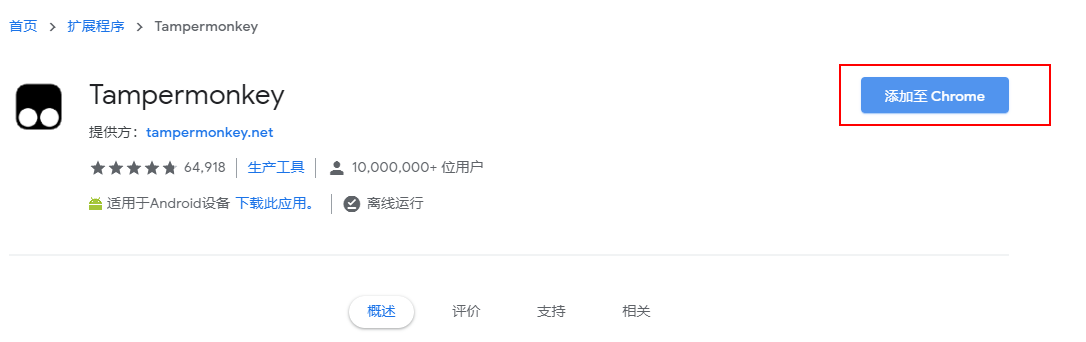 首页 > 扩展程序 > Tampermonkey
Tampermonkey
添加至 Chrome
提供方： tampermonkey.net
64,918 生产工具 10,000,000+ 位用户
适用于Android设备 下载此应用。 离线运行
概述 评价 支持 相关